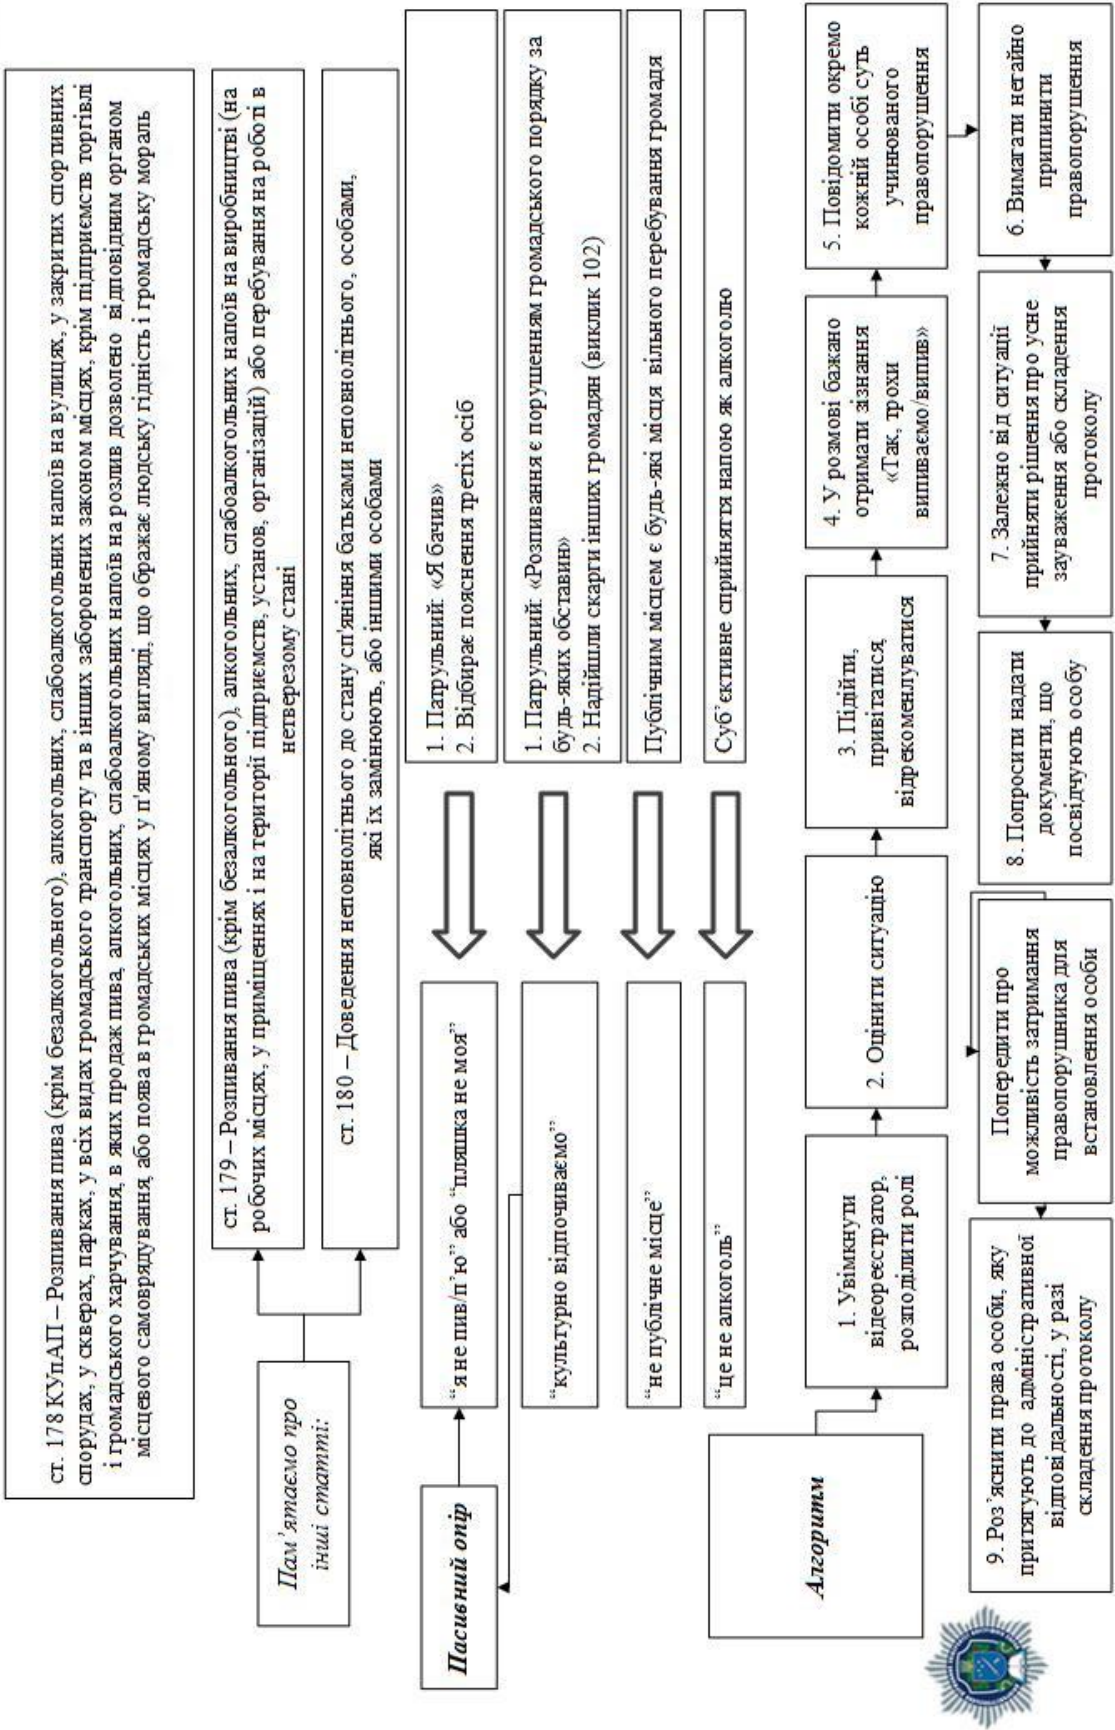 ст. 178 КУпАП – Розпивання пива (крім безалкогольного), алкогольних, слабоалкогольних напоїв на вулицях, у закритих спортивних
спорудах, у скверах, парках, у всіх видах громадського транспорту та в інших заборонених законом місцях, крім підприємств торгівлі
і громадського харчування, в яких продаж пива, алкогольних, слабоалкогольних напоїв на розлив дозволено відповідним органом
місцевого самоврядування, або поява в громадських місцях у п'яному вигляді, що ображає людську гідність і громадську мораль
Пам'ятаємо про
інші статті:
ст. 179 – Розпивання пива (крім безалкогольного), алкогольних, слабоалкогольних напоїв на виробництві (на
робочих місцях, у приміщеннях і на території підприємств, установ, організацій) або перебування на роботі в
нетверезому стані
ст. 180 – Доведення неповнолітнього до стану сп'яніння батьками неповнолітнього, особами,
які їх замінюють, або іншими особами
Пасивний опір
“я не пив/п'ю” або “пляшка не моя”
1. Патрульний: «Я бачив»
2. Відбирає пояснення третіх осіб
“культурно відпочиваємо”
1. Патрульний: «Розпивання є порушенням громадського порядку за
будь-яких обставин»
2. Надійшли скарги інших громадян (виклик 102)
“не публічне місце”
Публічним місцем є будь-які місця вільного перебування громадя
“це не алкоголь”
Суб'єктивне сприйняття напою як алкоголю
Алгоритм
1. Увімкнути
відеореєстратор,
розподілити ролі
2. Оцінити ситуацію
3. Підійти,
привітатися,
відрекомендуватися
4. У розмові бажано
отримати зізнання
«Так, трохи
випиваємо/випив»
5. Повідомити окремо
кожній особі суть
учинюваного
правопорушення
6. Вимагати негайно
припинити
правопорушення
7. Залежно від ситуації
прийняти рішення про усне
зауваження або складення
протоколу
8. Попросити надати
документи, що
посвідчують особу
Попередити про
можливість затримання
правопорушника для
встановлення особи
9. Роз'яснити права особи, яку
притягують до адміністративної
відповідальності, у разі
складення протоколу